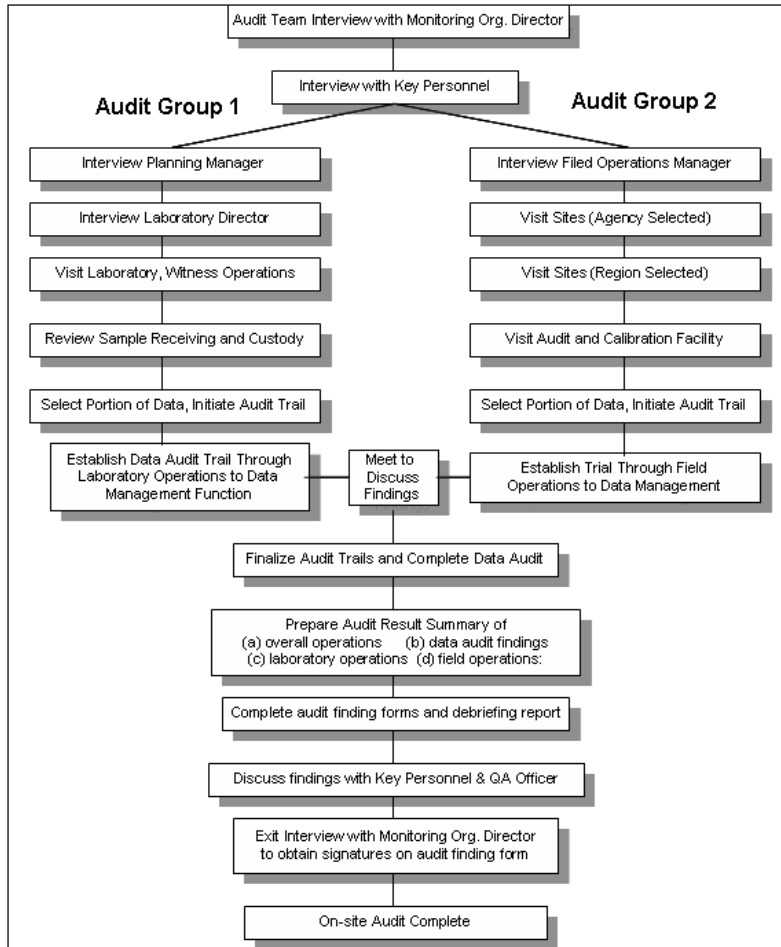 Audit Team Interview with Monitoring Org. Director
Interview with Key Personnel
Audit Group 1
Audit Group 2
Interview Planning Manager
Interview Laboratory Director
Visit Laboratory, Witness Operations
Review Sample Receiving and Custody
Select Portion of Data, Initiate Audit Trail
Establish Data Audit Trail Through
Laboratory Operations to Data
Management Function
Interview Filed Operations Manager
Visit Sites (Agency Selected)
Visit Sites (Region Selected)
Visit Audit and Calibration Facility
Select Portion of Data, Initiate Audit Trail
Establish Trial Through Field
Operations to Data Management
Meet to
Discuss
Findings
Finalize Audit Trails and Complete Data Audit
Prepare Audit Result Summary of
(a) overall operations (b) data audit findings
(c) laboratory operations (d) field operations:
Complete audit finding forms and debriefing report
Discuss findings with Key Personnel & QA Officer
Exit Interview with Monitoring Org. Director
to obtain signatures on audit finding form
On-site Audit Complete